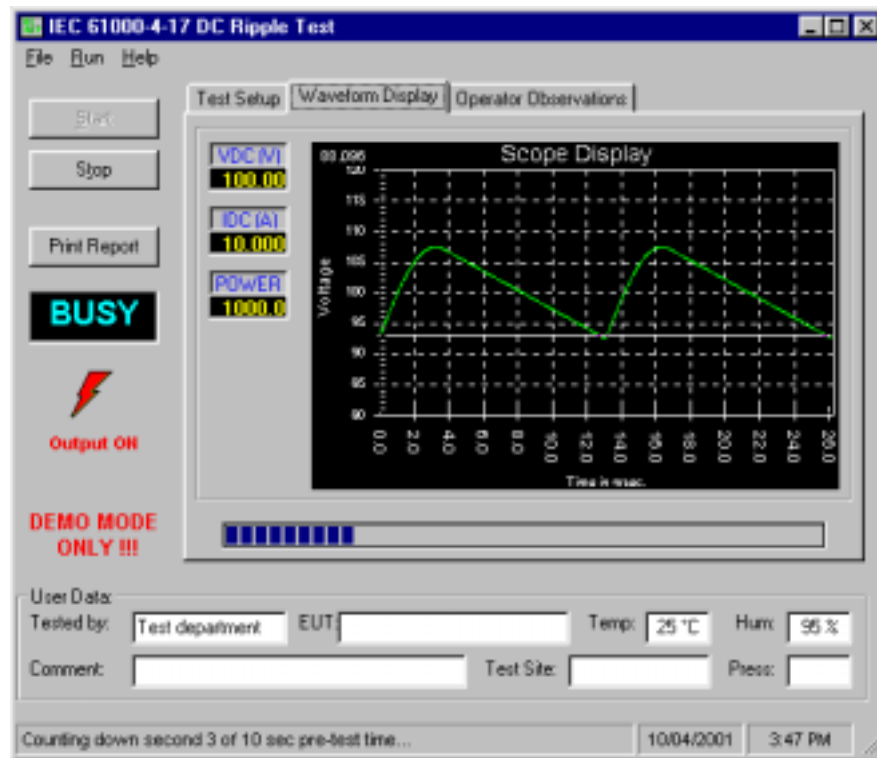 IEC 61000-4-17 DC Ripple Test
File Run Help
Test Setup Waveform Display Operator Observations
Start
Stop
Print Report
BUSY
Output ON
DEMO MODE
ONLY !!!
VDC (V)
100.00
IDC (A)
10.000
POWER
1000.0
Scope Display
Voltage
120
115
110
105
100
95
90
85
80
0.0 2.0 4.0 6.0 8.0 10.0 12.0 14.0 16.0 18.0 20.0 22.0 24.0 26.0
Time in msec.
User Data:
Tested by: Test department EUT: Temp: 25 °C Hum: 95 %
Comment: Test Site: Press:
Counting down second 3 of 10 sec pre-test time... 10/04/2001 3:47 PM